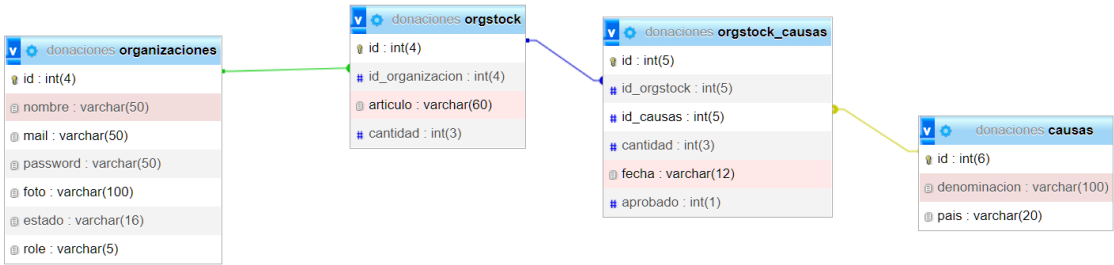 donaciones organizaciones
id : int(4)
nombre : varchar(50)
mail : varchar(50)
password : varchar(50)
foto : varchar(100)
estado : varchar(16)
role : varchar(5)
v donaciones orgstock
id : int(4)
# id_organizacion : int(4)
articulo : varchar(60)
# cantidad : int(3)
v donaciones orgstock_causas
id : int(5)
# id_orgstock : int(5)
# id_causas : int(5)
# cantidad : int(3)
fecha : varchar(12)
# aprobado : int(1)
v donaciones causas
id : int(6)
denominacion : varchar(100)
pais : varchar(20)